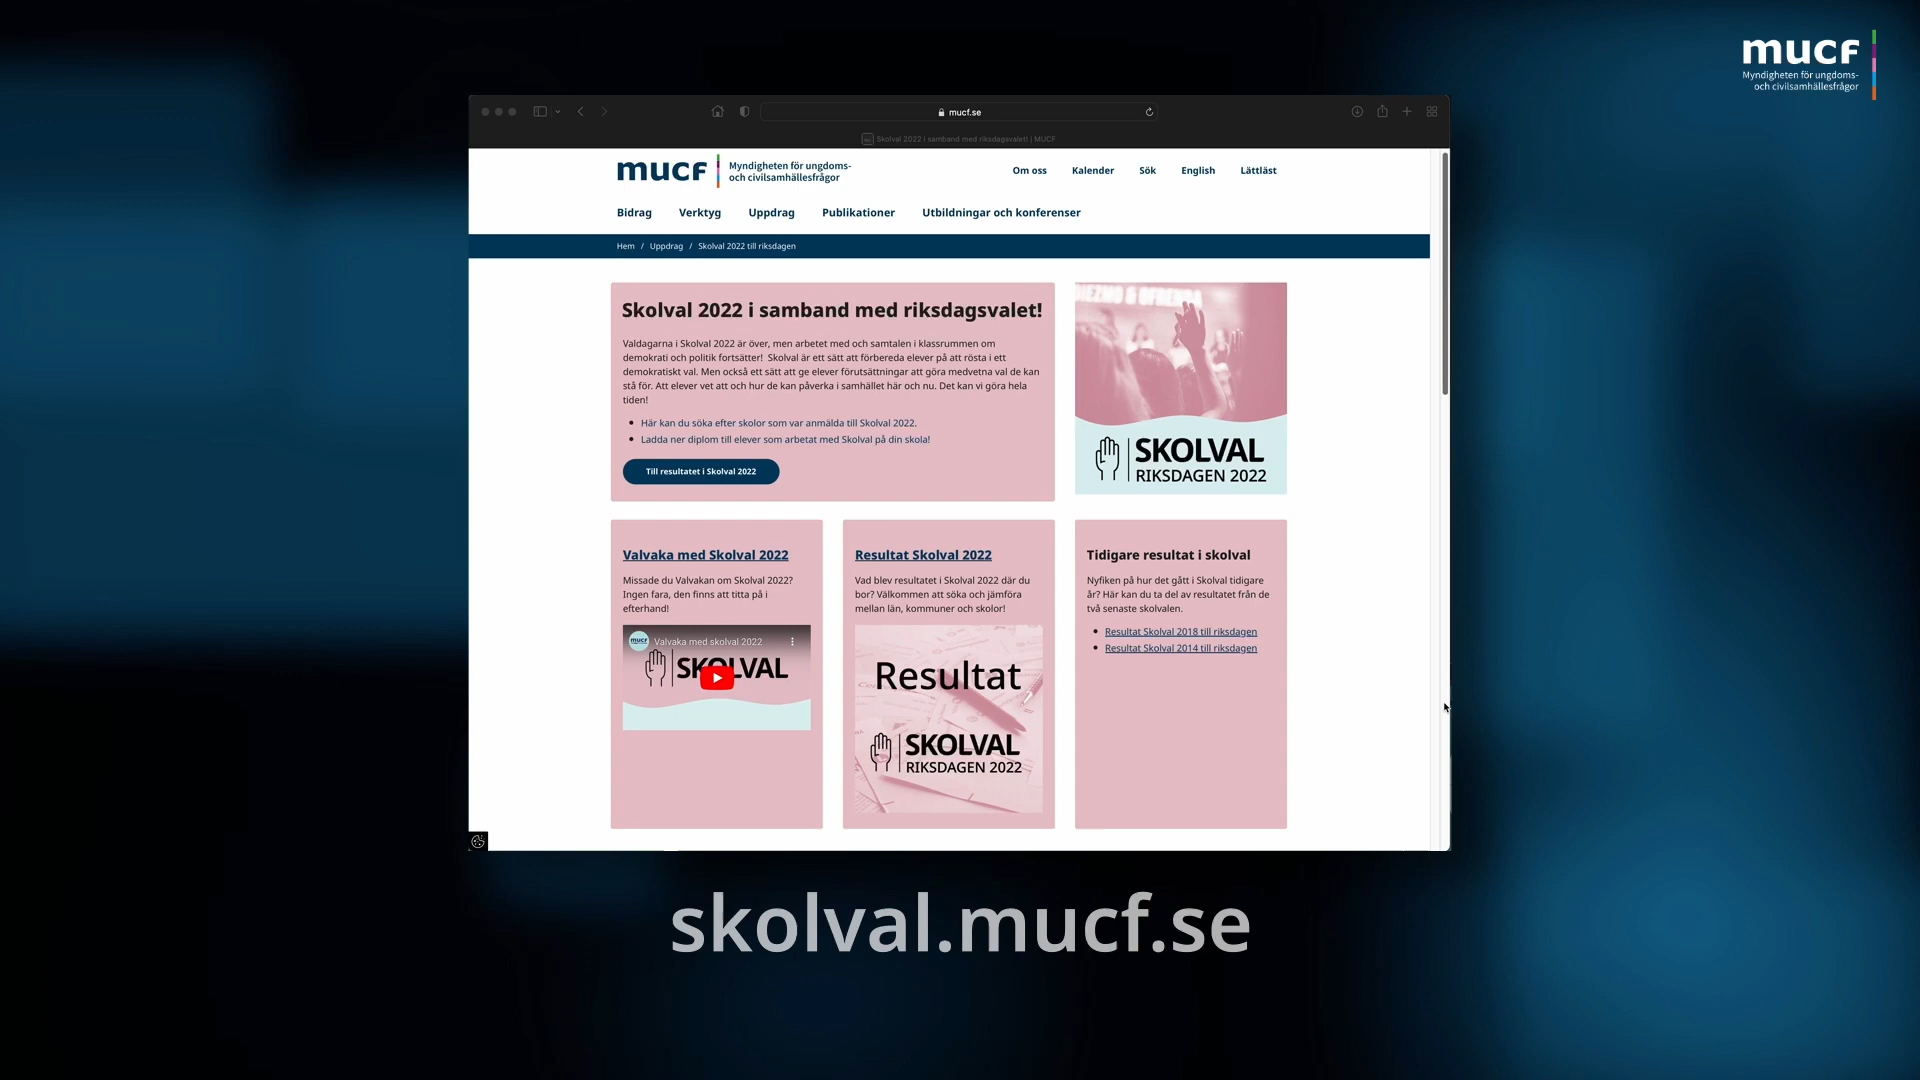 mucf
Myndigheten för ungdoms-
och civilsamhällesfrågor
mucf.se
Skolval 2022 i samband med riksdagsvalet! | MUCF
mucf
Myndigheten för ungdoms-
och civilsamhällesfrågor
Om oss Kalender Sök English Lättläst
Bidrag Verktyg Uppdrag Publikationer Utbildningar och konferenser
Hem / Uppdrag / Skolval 2022 till riksdagen
Skolval 2022 i samband med riksdagsvalet!
Valdagarna i Skolval 2022 är över, men arbetet med och samtalen i klassrummen om
demokrati och politik fortsätter! Skolval är ett sätt att förbereda elever på att rösta i ett
demokratiskt val. Men också ett sätt att ge elever förutsättningar att göra medvetna val de kan
stå för. Att elever vet att och hur de kan påverka i samhället här och nu. Det kan vi göra hela
tiden!
Här kan du söka efter skolor som var anmälda till Skolval 2022.
Ladda ner diplom till elever som arbetat med Skolval på din skola!
Till resultatet i Skolval 2022
SKOLVAL
RIKSDAGEN 2022
Valvaka med Skolval 2022
Missade du Valvakan om Skolval 2022?
Ingen fara, den finns att titta på i
efterhand!
mucf Valvaka med skolval 2022
SKOLVAL
Resultat Skolval 2022
Vad blev resultatet i Skolval 2022 där du
bor? Välkommen att söka och jämföra
mellan län, kommuner och skolor!
Resultat
SKOLVAL
RIKSDAGEN 2022
Tidigare resultat i skolval
Nyfiken på hur det gått i Skolval tidigare
år? Här kan du ta del av resultatet från de
två senaste skolvalen.
Resultat Skolval 2018 till riksdagen
Resultat Skolval 2014 till riksdagen
skolval.mucf.se